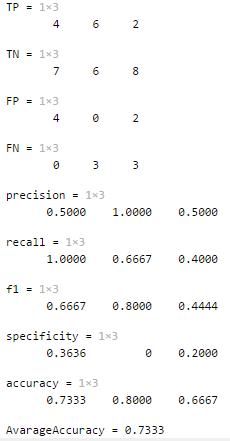 TP = 1×3
4 6 2
TN = 1×3
7 6 8
FP = 1×3
4 0 2
FN = 1×3
0 3 3
precision = 1×3
0.5000 1.0000 0.5000
recall = 1×3
1.0000 0.6667 0.4000
f1 = 1×3
0.6667 0.8000 0.4444
specificity = 1×3
0.3636 0 0.2000
accuracy = 1×3
0.7333 0.8000 0.6667
AvarageAccuracy = 0.7333